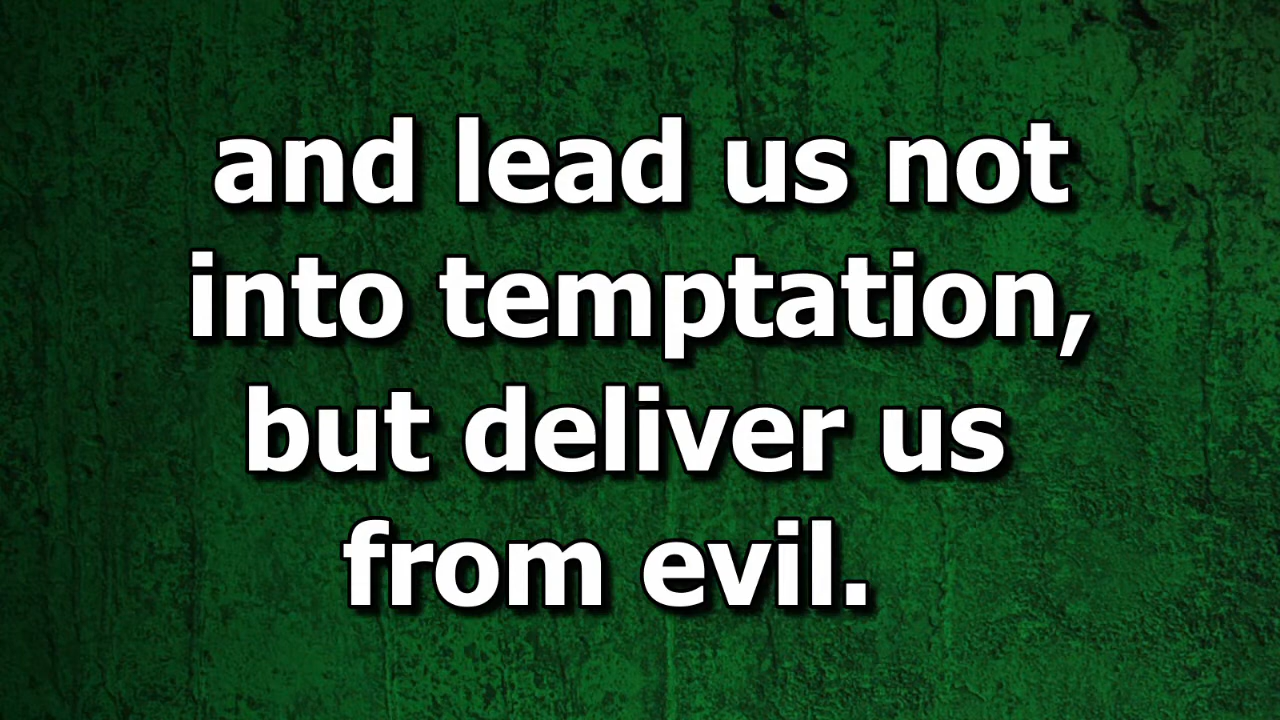 and lead us not
into temptation,
but deliver us
from evil.